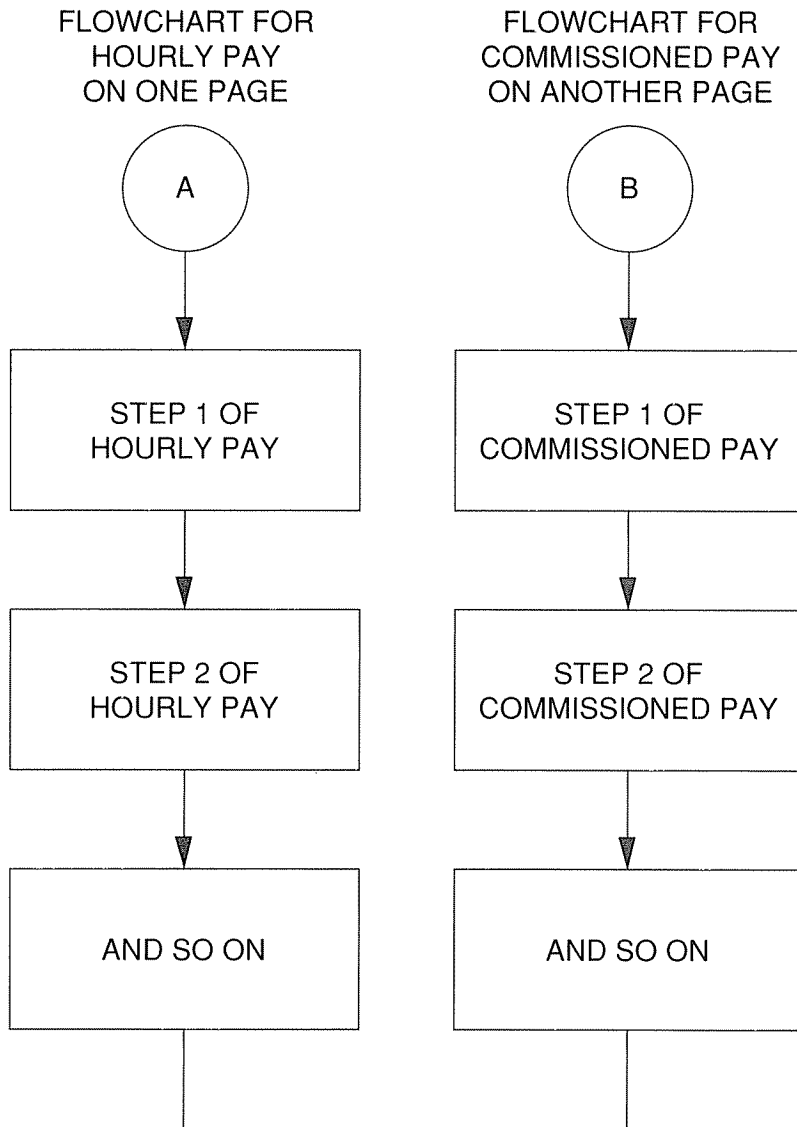 FLOWCHART FOR
HOURLY PAY
ON ONE PAGE
A
STEP 1 OF
HOURLY PAY
STEP 2 OF
HOURLY PAY
AND SO ON
FLOWCHART FOR
COMMISSIONED PAY
ON ANOTHER PAGE
B
STEP 1 OF
COMMISSIONED PAY
STEP 2 OF
COMMISSIONED PAY
AND SO ON